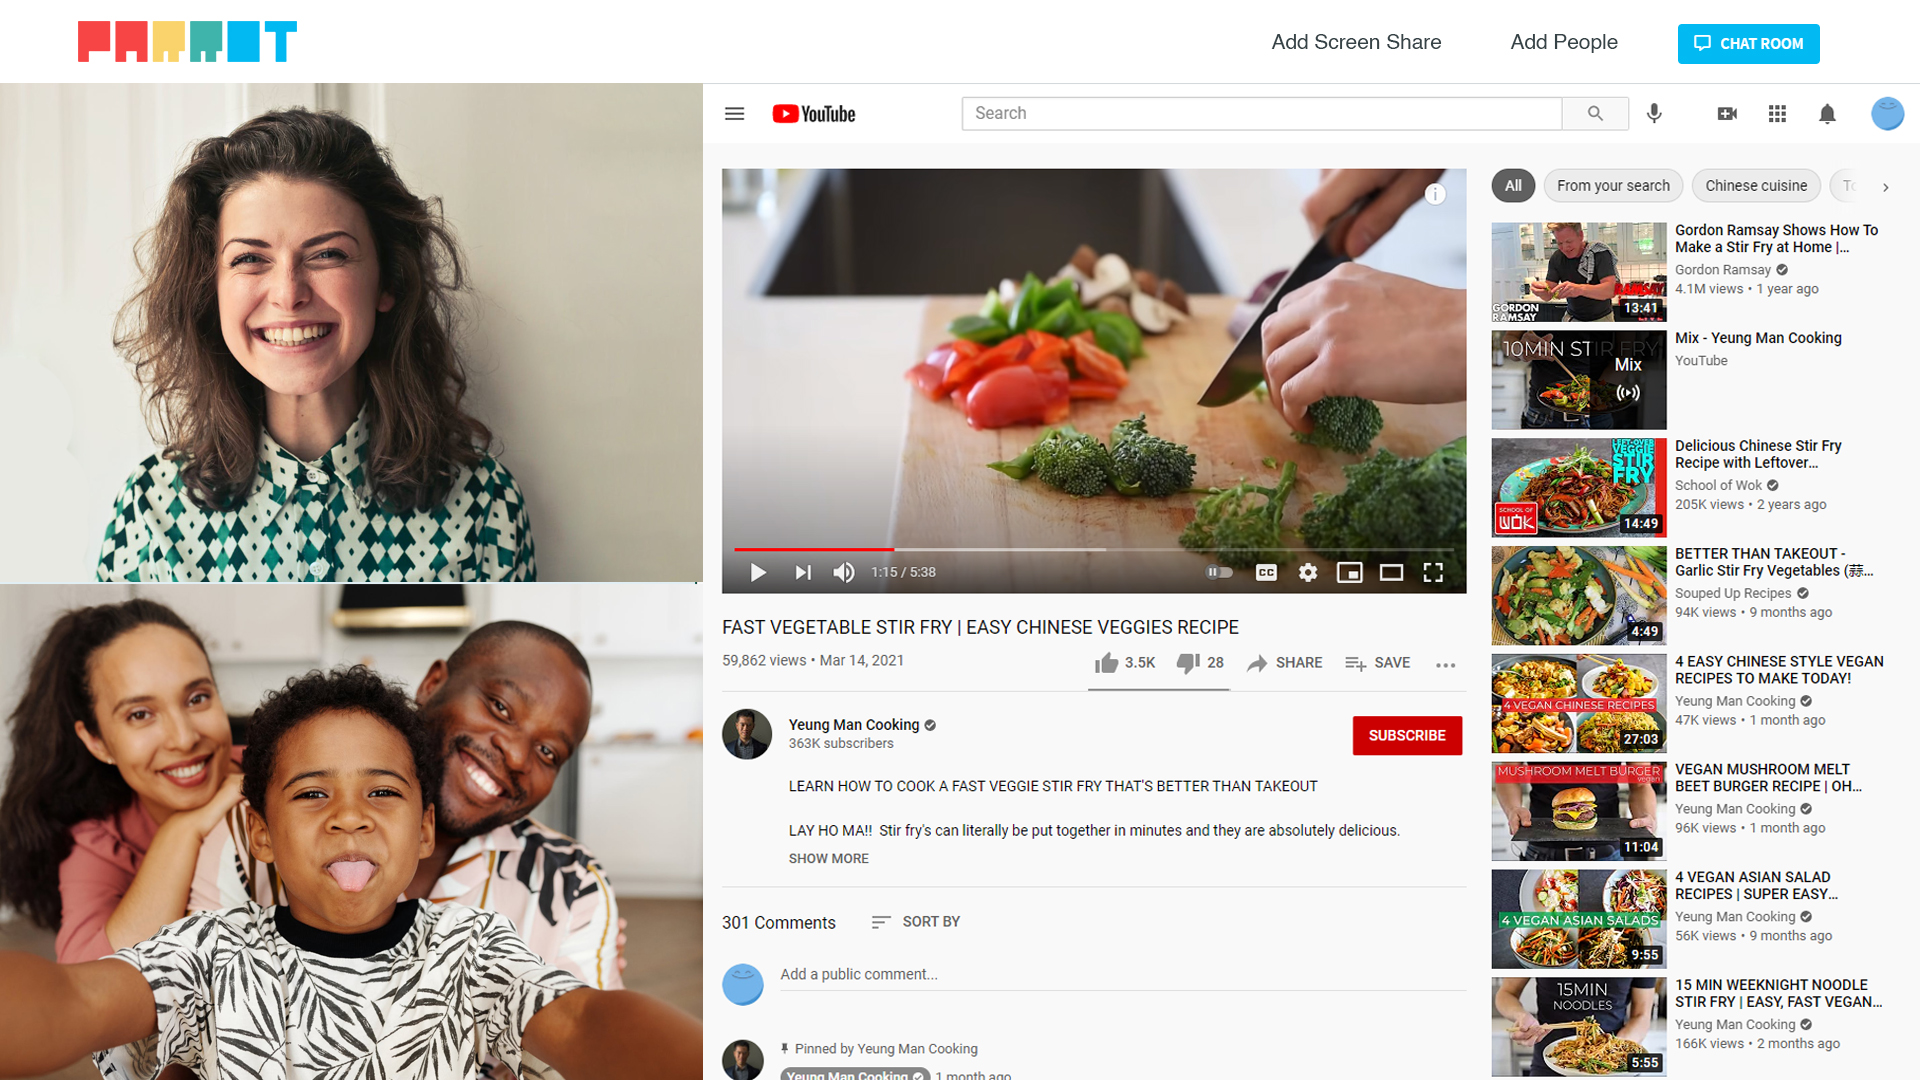 PARROT
Add Screen Share
Add People
CHAT ROOM
YouTube
Search
1:15 / 5:38
CC
FAST VEGETABLE STIR FRY | EASY CHINESE VEGGIES RECIPE
59,862 views • Mar 14, 2021
3.5K
28
SHARE
SAVE
Yeung Man Cooking
363K subscribers
SUBSCRIBE
LEARN HOW TO COOK A FAST VEGGIE STIR FRY THAT'S BETTER THAN TAKEOUT
LAY HO MA!! Stir fry's can literally be put together in minutes and they are absolutely delicious.
SHOW MORE
301 Comments
SORT BY
Add a public comment...
Pinned by Yeung Man Cooking
Yeung Man Cooking 1 month ago
All
From your search
Chinese cuisine
GORDON
RAMSAY
RAMSAY
13:41
Gordon Ramsay Shows How To
Make a Stir Fry at Home |...
Gordon Ramsay
4.1M views • 1 year ago
10MIN STIR FRY
Mix
Mix - Yeung Man Cooking
YouTube
LEFT-OVER
VEGGIE
STIR
FRY
SCHOOL OF
WOK
14:49
Delicious Chinese Stir Fry
Recipe with Leftover...
School of Wok
205K views • 2 years ago
4:49
BETTER THAN TAKEOUT -
Garlic Stir Fry Vegetables (蒜...
Souped Up Recipes
94K views • 9 months ago
4 VEGAN CHINESE RECIPES
27:03
4 EASY CHINESE STYLE VEGAN
RECIPES TO MAKE TODAY!
Yeung Man Cooking
47K views • 1 month ago
MUSHROOM MELT BURGER
vegan
11:04
VEGAN MUSHROOM MELT
BEET BURGER RECIPE | OH...
Yeung Man Cooking
96K views • 1 month ago
4 VEGAN ASIAN SALADS
9:55
4 VEGAN ASIAN SALAD
RECIPES | SUPER EASY...
Yeung Man Cooking
56K views • 9 months ago
15MIN
NOODLES
5:55
15 MIN WEEKNIGHT NOODLE
STIR FRY | EASY, FAST VEGAN...
Yeung Man Cooking
166K views • 2 months ago